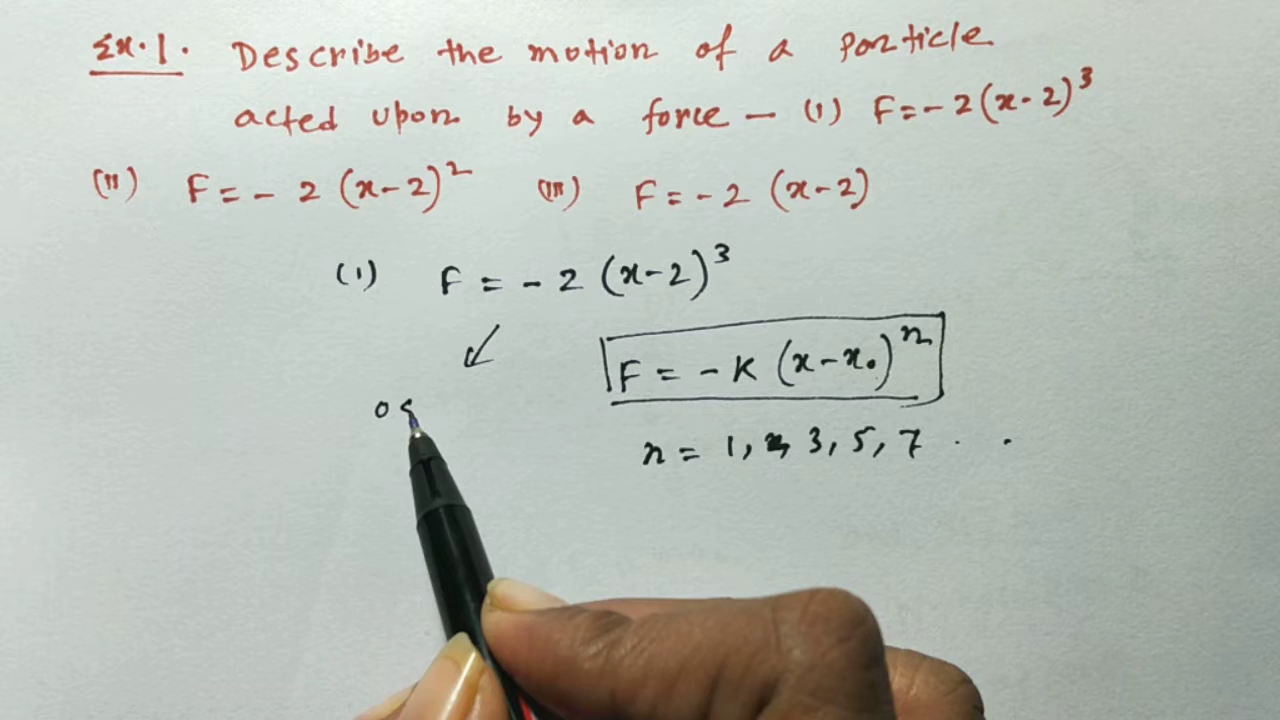 Ex.1. Describe the motion of a particle
acted upon by a force — (I) F = - 2 (x - 2)³
(II) F = - 2 (x - 2)² (III) F = - 2 (x - 2)
(I) F = - 2 (x - 2)³
F = - K (x - x₀)ⁿ
os
n = 1, 3, 5, 7 . .